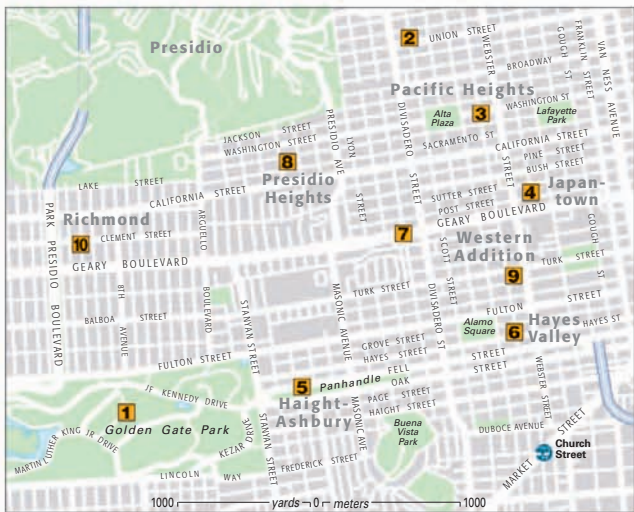 Presidio
2
UNION STREET
WEBSTER
STREET
GOUGH ST
FRANKLIN STREET
VAN NESS AVENUE
BROADWAY
Pacific Heights
3
WASHINGTON ST
Alta
Plaza
Lafayette
Park
DIVISADERO STREET
SACRAMENTO ST
CALIFORNIA STREET
PINE STREET
BUSH STREET
JACKSON STREET
WASHINGTON STREET
PRESIDIO AVE
LYON STREET
8
Presidio
Heights
LAKE STREET
CALIFORNIA STREET
SUTTER STREET
POST STREET
GEARY BOULEVARD
4
Japan-
town
PARK PRESIDIO BOULEVARD
Richmond
10
CLEMENT STREET
ARGUELLO
BOULEVARD
GEARY BOULEVARD
7
Western
Addition
SCOTT STREET
GOUGH ST
TURK STREET
9
8TH AVENUE
BALBOA STREET
STANYAN STREET
MASONIC AVENUE
TURK STREET
DIVISADERO ST
FULTON STREET
Alamo
Square
6
Hayes
Valley
HAYES ST
FULTON STREET
GROVE STREET
HAYES STREET
FELL STREET
OAK STREET
5
Panhandle
Haight-
Ashbury
PAGE STREET
HAIGHT STREET
MASONIC AVE
WEBSTER STREET
JF KENNEDY DRIVE
1
Golden Gate Park
MARTIN LUTHER KING JR DRIVE
KEZAR DRIVE
STANYAN STREET
FREDERICK STREET
Buena
Vista
Park
DUBOCE AVENUE
MARKET STREET
Church
Street
LINCOLN WAY
1000 yards 0 meters 1000